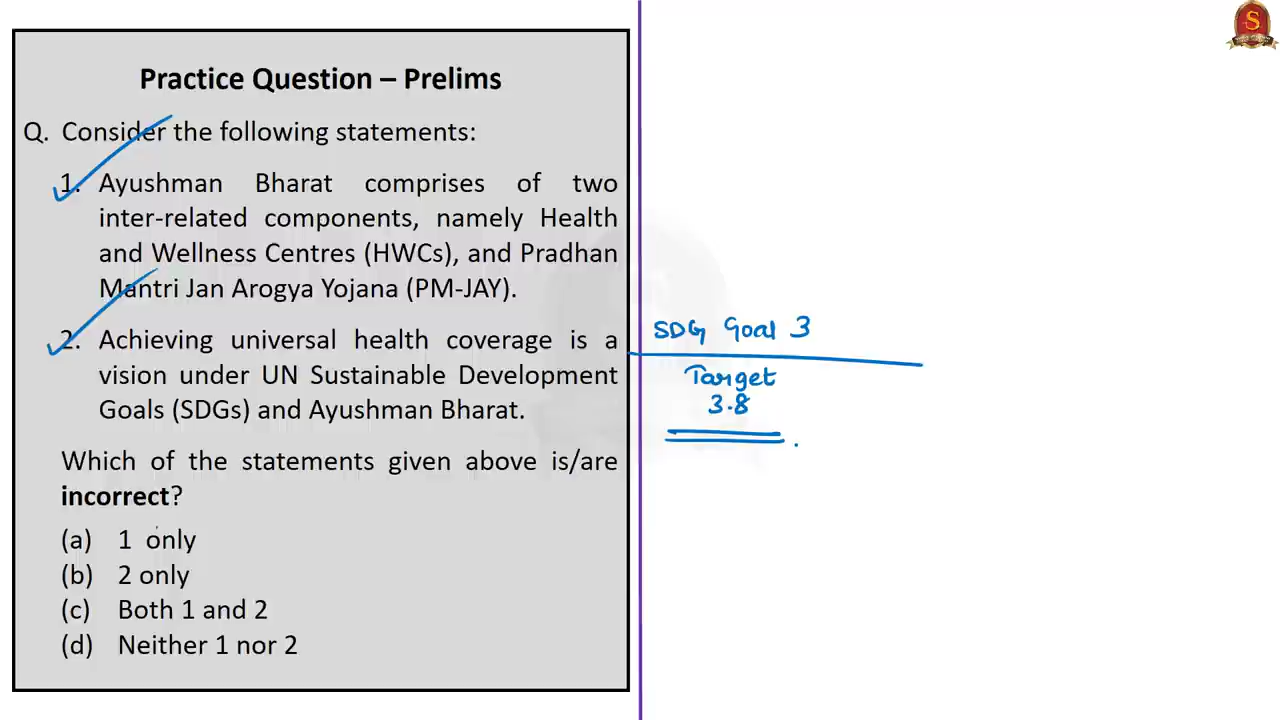 Practice Question – Prelims
Q. Consider the following statements:
1. Ayushman Bharat comprises of two
inter-related components, namely Health
and Wellness Centres (HWCs), and Pradhan
Mantri Jan Arogya Yojana (PM-JAY).
2. Achieving universal health coverage is a
vision under UN Sustainable Development
Goals (SDGs) and Ayushman Bharat.
Which of the statements given above is/are
incorrect?
(a) 1 only
(b) 2 only
(c) Both 1 and 2
(d) Neither 1 nor 2
SDG Goal 3
Target
3.8
S